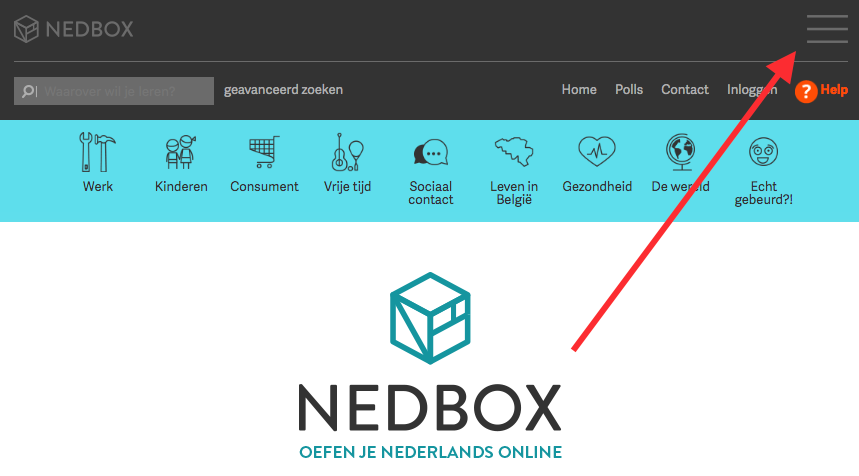 NEDBOX
Waarover wil je leren?
geavanceerd zoeken
Home Polls Contact Inloggen ? Help
Werk Kinderen Consument Vrije tijd Sociaal contact Leven in België Gezondheid De wereld Echt gebeurd?!
NEDBOX
OEFEN JE NEDERLANDS ONLINE